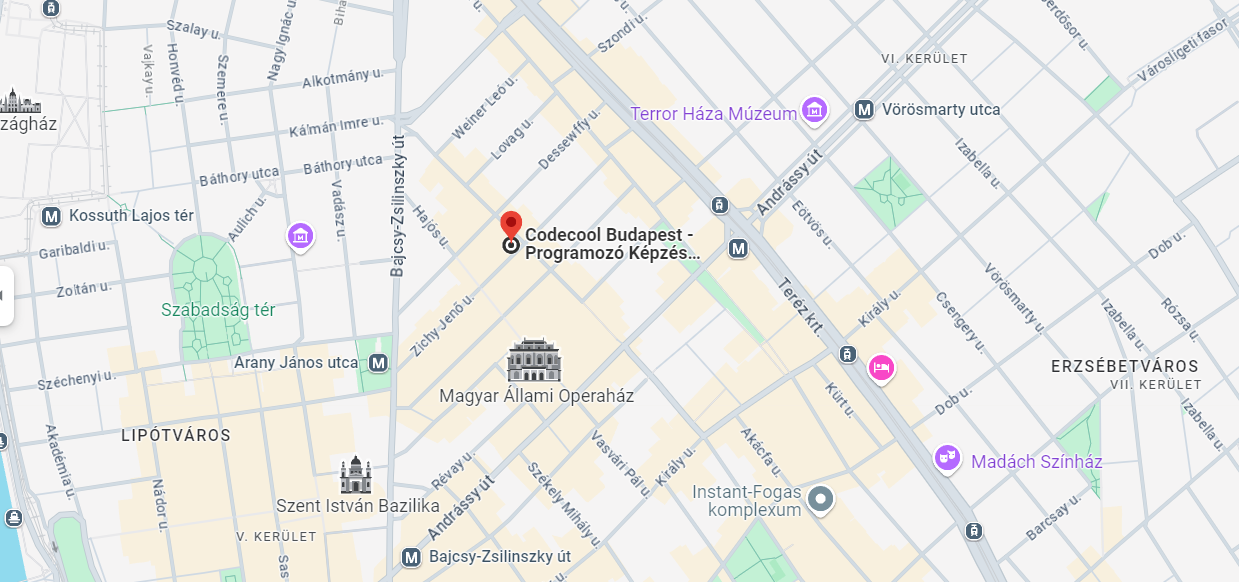 Szalay u.
Honvéd u.
Vajkay u.
Szemere u.
Nagy Ignác u.
Biha
Alkotmány u.
Kálmán Imre u.
Báthory utca
Báthory utca
Vadász u.
Aulich u.
zágház
M Kossuth Lajos tér
Garibaldi u.
Zoltán u.
Szabadság tér
Arany János utca M
Széchenyi u.
Akadémia u.
LIPÓTVÁROS
Nádor u.
V. KERÜLET
Sas
Szent István Bazilika
Bajcsy-Zsilinszky út
M Bajcsy-Zsilinszky út
Hajós u.
Weiner Leó u.
Lovag u.
Dessewffy u.
Szondi u.
Codecool Budapest -
Programozó Képzés...
Zichy Jenő u.
Magyar Állami Operaház
Révay u.
Andrássy út
Székely Mihály u.
Vasvári Pál u.
Király u.
Akácfa u.
Instant-Fogas
komplexum
Terror Háza Múzeum
M Vörösmarty utca
VI. KERÜLET
Városligeti fasor
Izabella u.
Andrássy út
Eötvös u.
M
Teréz krt.
Király u.
Csengery u.
Vörösmarty u.
Dob u.
Rózsa u.
Izabella u.
ERZSÉBETVÁROS
VII. KERÜLET
Izabella u.
Kürt u.
Dob u.
Madách Színház
Barcsay u.